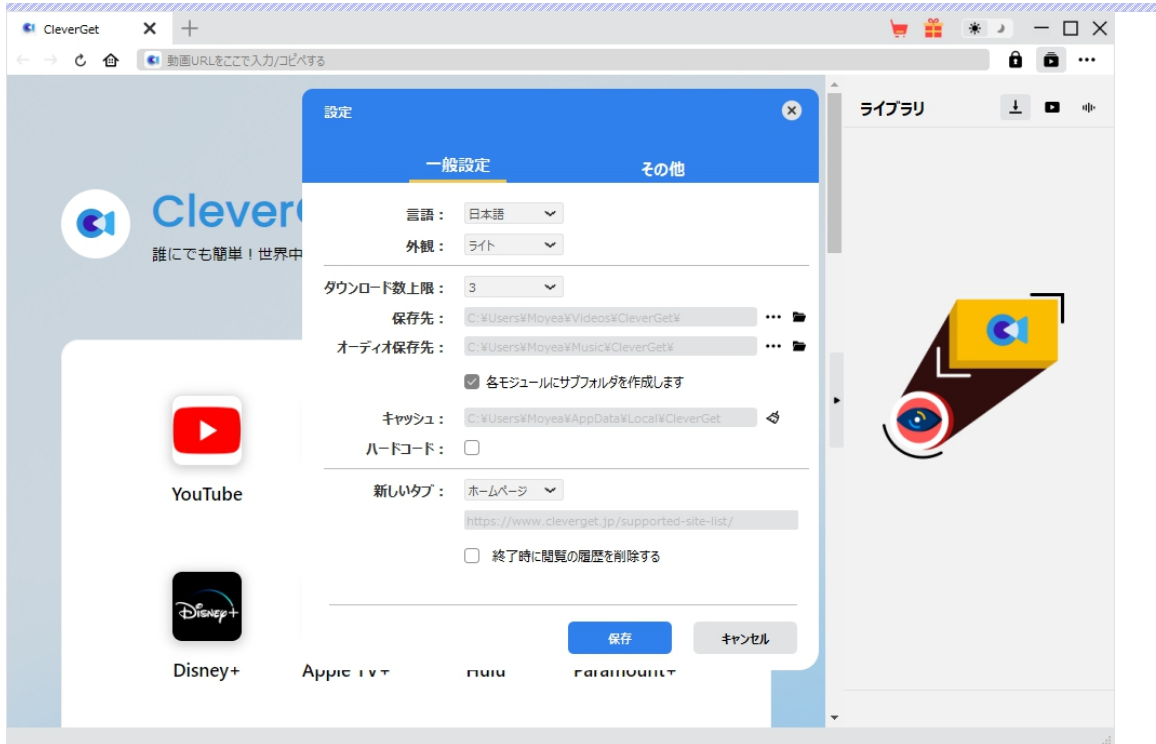 CleverGet
動画URLをここで入力/コピペする
設定
ライブラリ
一般設定 その他
Clever
誰にでも簡単！世界中
言語： 日本語
外観： ライト
ダウンロード数上限： 3
保存先： C:¥Users¥Moyea¥Videos¥CleverGet¥
オーディオ保存先： C:¥Users¥Moyea¥Music¥CleverGet¥
各モジュールにサブフォルダを作成します
キャッシュ： C:¥Users¥Moyea¥AppData¥Local¥CleverGet
ハードコード：
YouTube
新しいタブ： ホームページ
https://www.cleverget.jp/supported-site-list/
終了時に閲覧の履歴を削除する
Disney+
保存 キャンセル
Disney+ Apple TV+ Hulu Paramount+